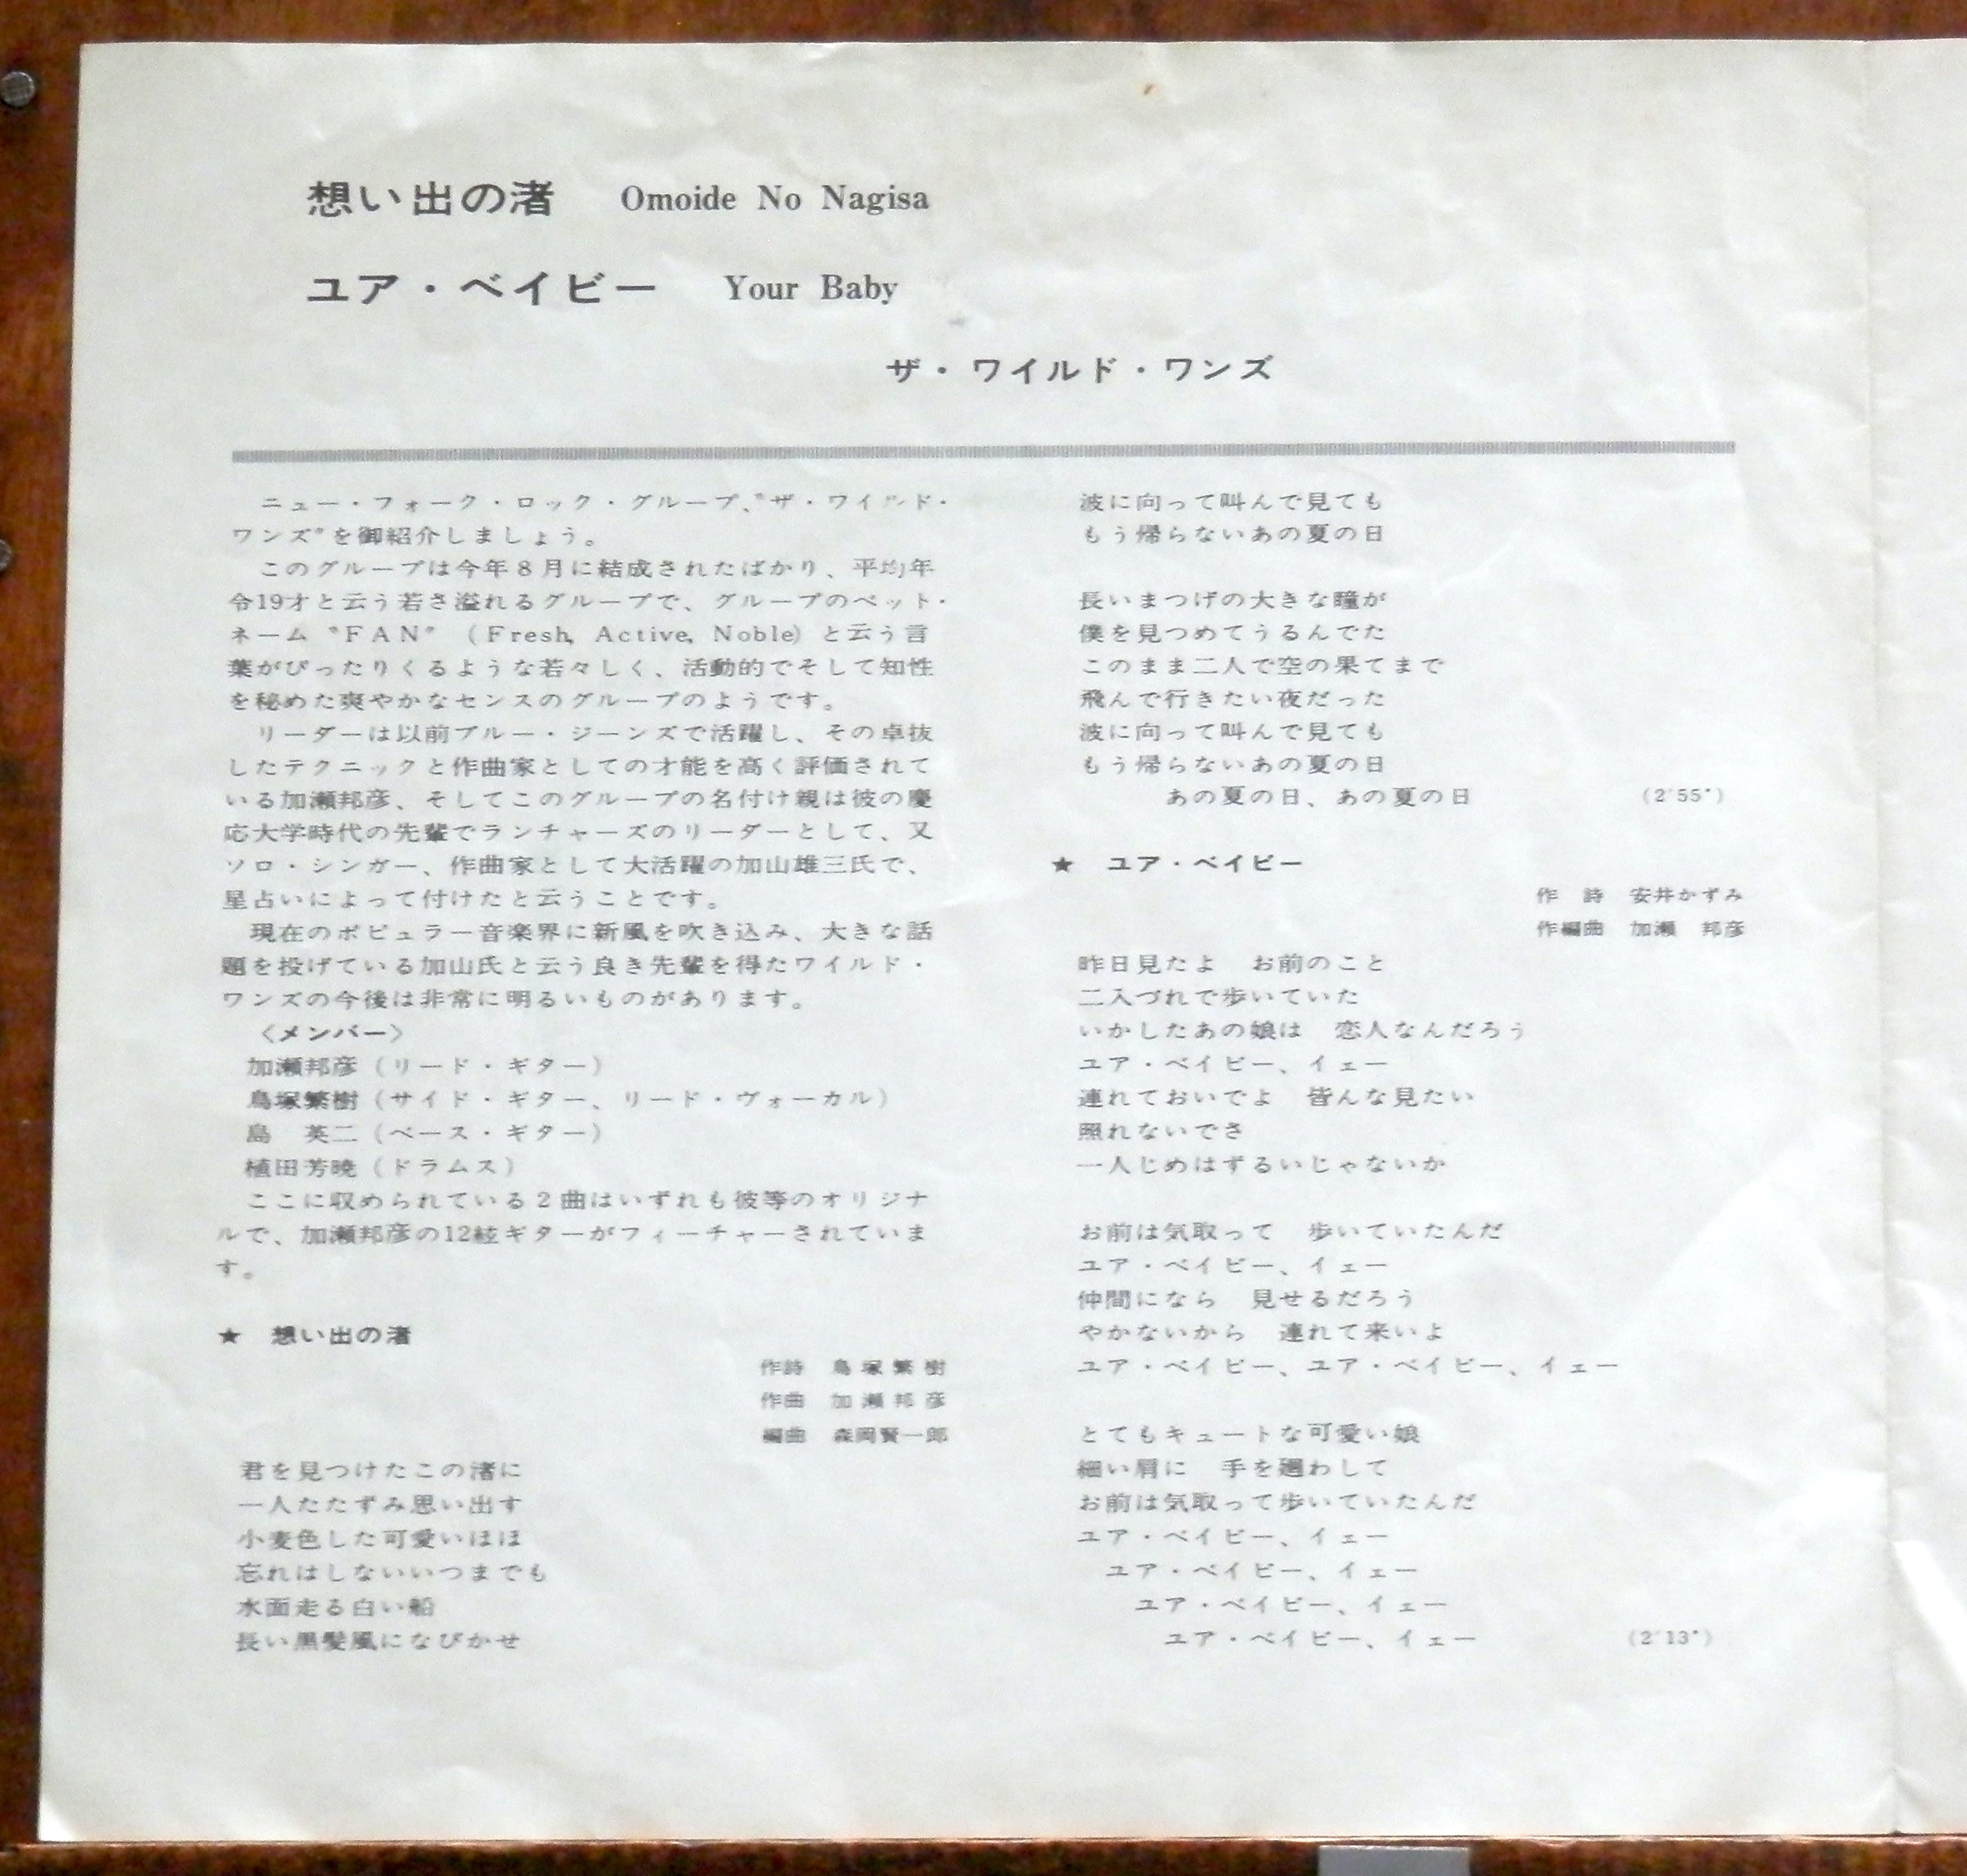 想い出の渚 Omoide No Nagisa
ユア・ベイビー Your Baby
ザ・ワイルド・ワンズ
ニュー・フォーク・ロック・グループ、"ザ・ワイルド・
ワンズ"を御紹介しましょう。
このグループは今年8月に結成されたばかり、平均年
令19才と云う若さ溢れるグループで、グループのペット・
ネーム "FAN" (Fresh, Active, Noble) と云う言
葉がぴったりくるような若々しく、活動的でそして知性
を秘めた爽やかなセンスのグループのようです。
リーダーは以前ブルー・ジーンズで活躍し、その卓抜
したテクニックと作曲家としての才能を高く評価されて
いる加瀬邦彦、そしてこのグループの名付け親は彼の慶
応大学時代の先輩でランチャーズのリーダーとして、又
ソロ・シンガー、作曲家として大活躍の加山雄三氏で、
星占いによって付けたと云うことです。
現在のポピュラー音楽界に新風を吹き込み、大きな話
題を投げている加山氏と云う良き先輩を得たワイルド・
ワンズの今後は非常に明るいものがあります。
〈メンバー〉
加瀬邦彦(リード・ギター)
鳥塚繁樹(サイド・ギター、リード・ヴォーカル)
島 英二(ベース・ギター)
植田芳暁(ドラムス)
ここに収められている2曲はいずれも彼等のオリジナ
ルで、加瀬邦彦の12絃ギターがフィーチャーされていま
す。
★ 想い出の渚
作詩 鳥塚繁樹
作曲 加瀬邦彦
編曲 森岡賢一郎
君を見つけたこの渚に
一人たたずみ思い出す
小麦色した可愛いほほ
忘れはしないいつまでも
水面走る白い船
長い黒髪風になびかせ
波に向って叫んで見ても
もう帰らないあの夏の日
長いまつげの大きな瞳が
僕を見つめてうるんでた
このまま二人で空の果てまで
飛んで行きたい夜だった
波に向って叫んで見ても
もう帰らないあの夏の日
あの夏の日、あの夏の日 (2'55")
★ ユア・ベイビー
作 詩 安井かずみ
作編曲 加瀬 邦彦
昨日見たよ お前のこと
二人づれで歩いていた
いかしたあの娘は 恋人なんだろう
ユア・ベイビー、イェー
連れておいでよ 皆んな見たい
照れないでさ
一人じめはずるいじゃないか
お前は気取って 歩いていたんだ
ユア・ベイビー、イェー
仲間になら 見せるだろう
やかないから 連れて来いよ
ユア・ベイビー、ユア・ベイビー、イェー
とてもキュートな可愛い娘
細い肩に 手を廻わして
お前は気取って歩いていたんだ
ユア・ベイビー、イェー
ユア・ベイビー、イェー
ユア・ベイビー、イェー
ユア・ベイビー、イェー (2'13")